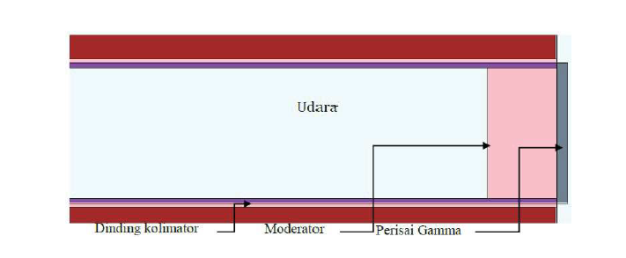 Udara
Dinding kolimator
Moderator
Perisai Gamma